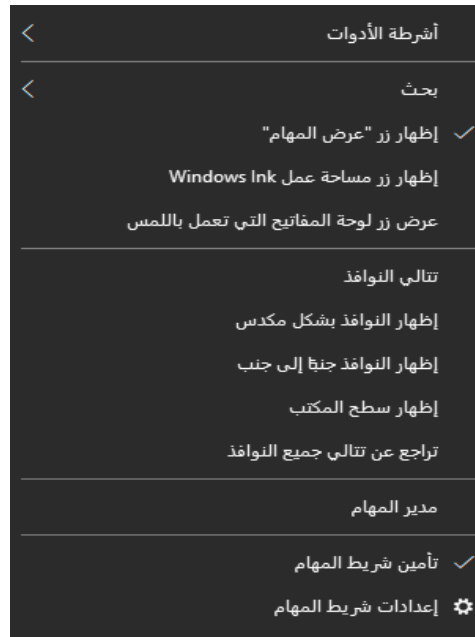 أشرطة الأدوات
بحث
إظهار زر "عرض المهام"
إظهار زر مساحة عمل Windows Ink
عرض زر لوحة المفاتيح التي تعمل باللمس
تتالي النوافذ
إظهار النوافذ بشكل مكدس
إظهار النوافذ جنبًا إلى جنب
إظهار سطح المكتب
تراجع عن تتالي جميع النوافذ
مدير المهام
تأمين شريط المهام
إعدادات شريط المهام